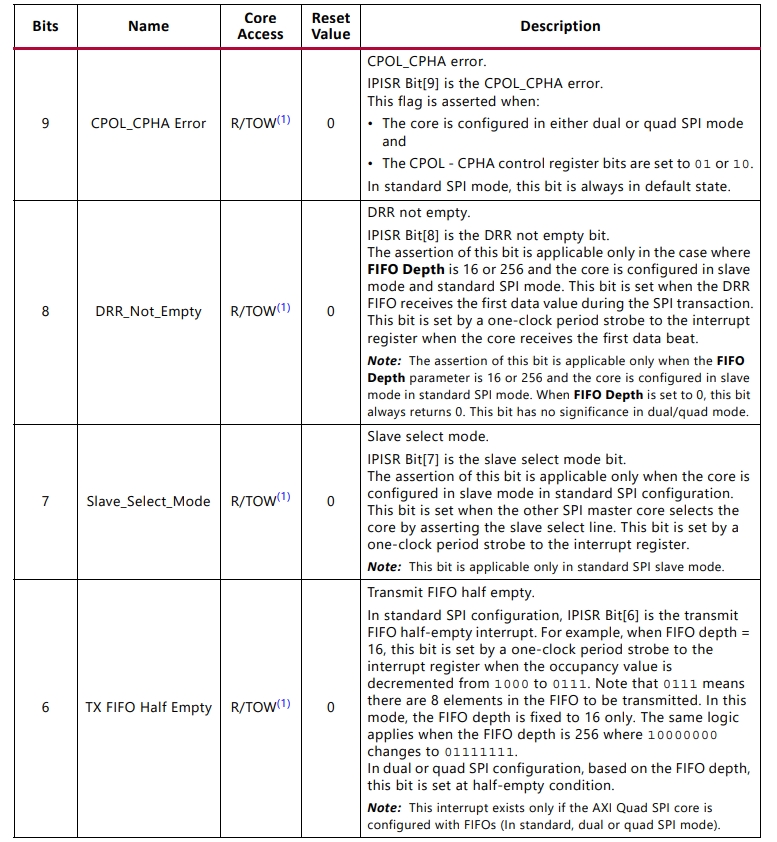 Bits Name Core Access Reset Value Description
CPOL_CPHA error.
IPISR Bit[9] is the CPOL_CPHA error.
This flag is asserted when:
9 CPOL_CPHA Error R/TOW(1) 0
• The core is configured in either dual or quad SPI mode
and
• The CPOL - CPHA control register bits are set to 01 or 10.
In standard SPI mode, this bit is always in default state.
DRR not empty.
IPISR Bit[8] is the DRR not empty bit.
The assertion of this bit is applicable only in the case where
FIFO Depth is 16 or 256 and the core is configured in slave
mode and standard SPI mode. This bit is set when the DRR
8 DRR_Not_Empty R/TOW(1) 0
FIFO receives the first data value during the SPI transaction.
This bit is set by a one-clock period strobe to the interrupt
register when the core receives the first data beat.
Note: The assertion of this bit is applicable only when the FIFO
Depth parameter is 16 or 256 and the core is configured in slave
mode in standard SPI mode. When FIFO Depth is set to 0, this bit
always returns 0. This bit has no significance in dual/quad mode.
Slave select mode.
IPISR Bit[7] is the slave select mode bit.
The assertion of this bit is applicable only when the core is
7 Slave_Select_Mode R/TOW(1) 0
configured in slave mode in standard SPI configuration.
This bit is set when the other SPI master core selects the
core by asserting the slave select line. This bit is set by a
one-clock period strobe to the interrupt register.
Note: This bit is applicable only in standard SPI slave mode.
Transmit FIFO half empty.
In standard SPI configuration, IPISR Bit[6] is the transmit
FIFO half-empty interrupt. For example, when FIFO depth =
16, this bit is set by a one-clock period strobe to the
interrupt register when the occupancy value is
decremented from 1000 to 0111. Note that 0111 means
6 TX FIFO Half Empty R/TOW(1) 0
there are 8 elements in the FIFO to be transmitted. In this
mode, the FIFO depth is fixed to 16 only. The same logic
applies when the FIFO depth is 256 where 10000000
changes to 01111111.
In dual or quad SPI configuration, based on the FIFO depth,
this bit is set at half-empty condition.
Note: This interrupt exists only if the AXI Quad SPI core is
configured with FIFOs (In standard, dual or quad SPI mode).